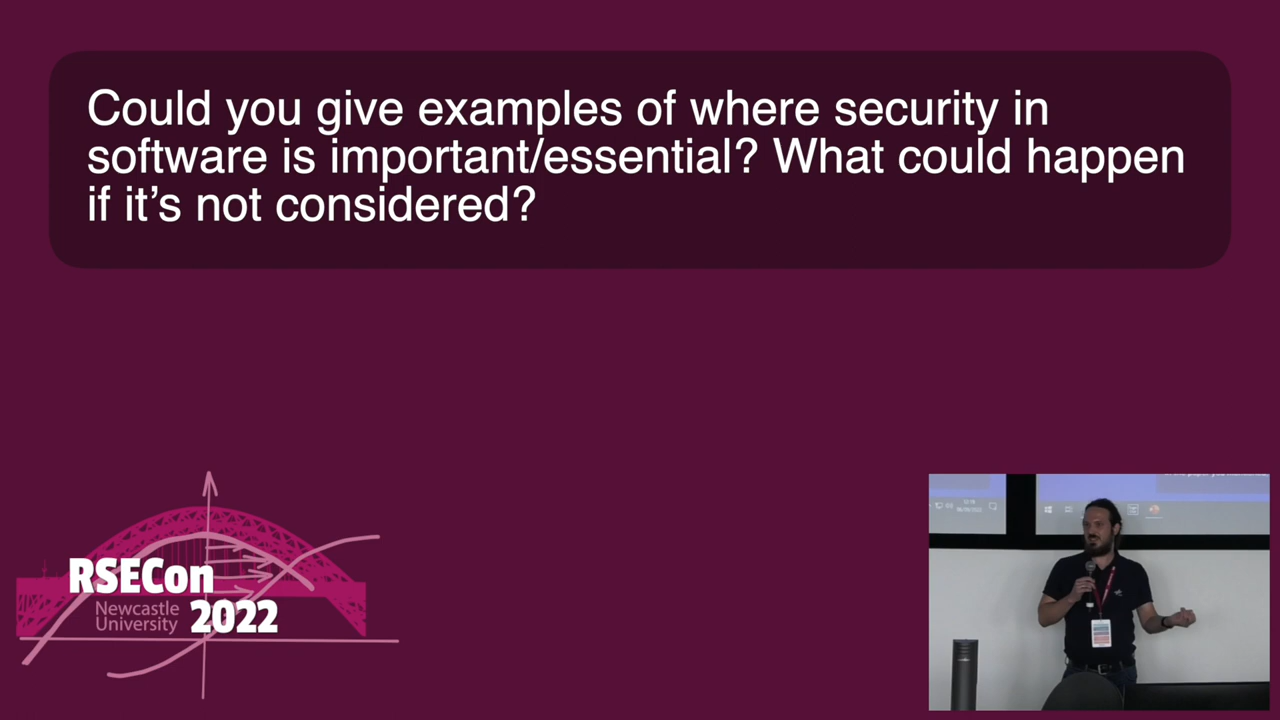 Could you give examples of where security in
software is important/essential? What could happen
if it’s not considered?
RSECon
Newcastle
University
2022